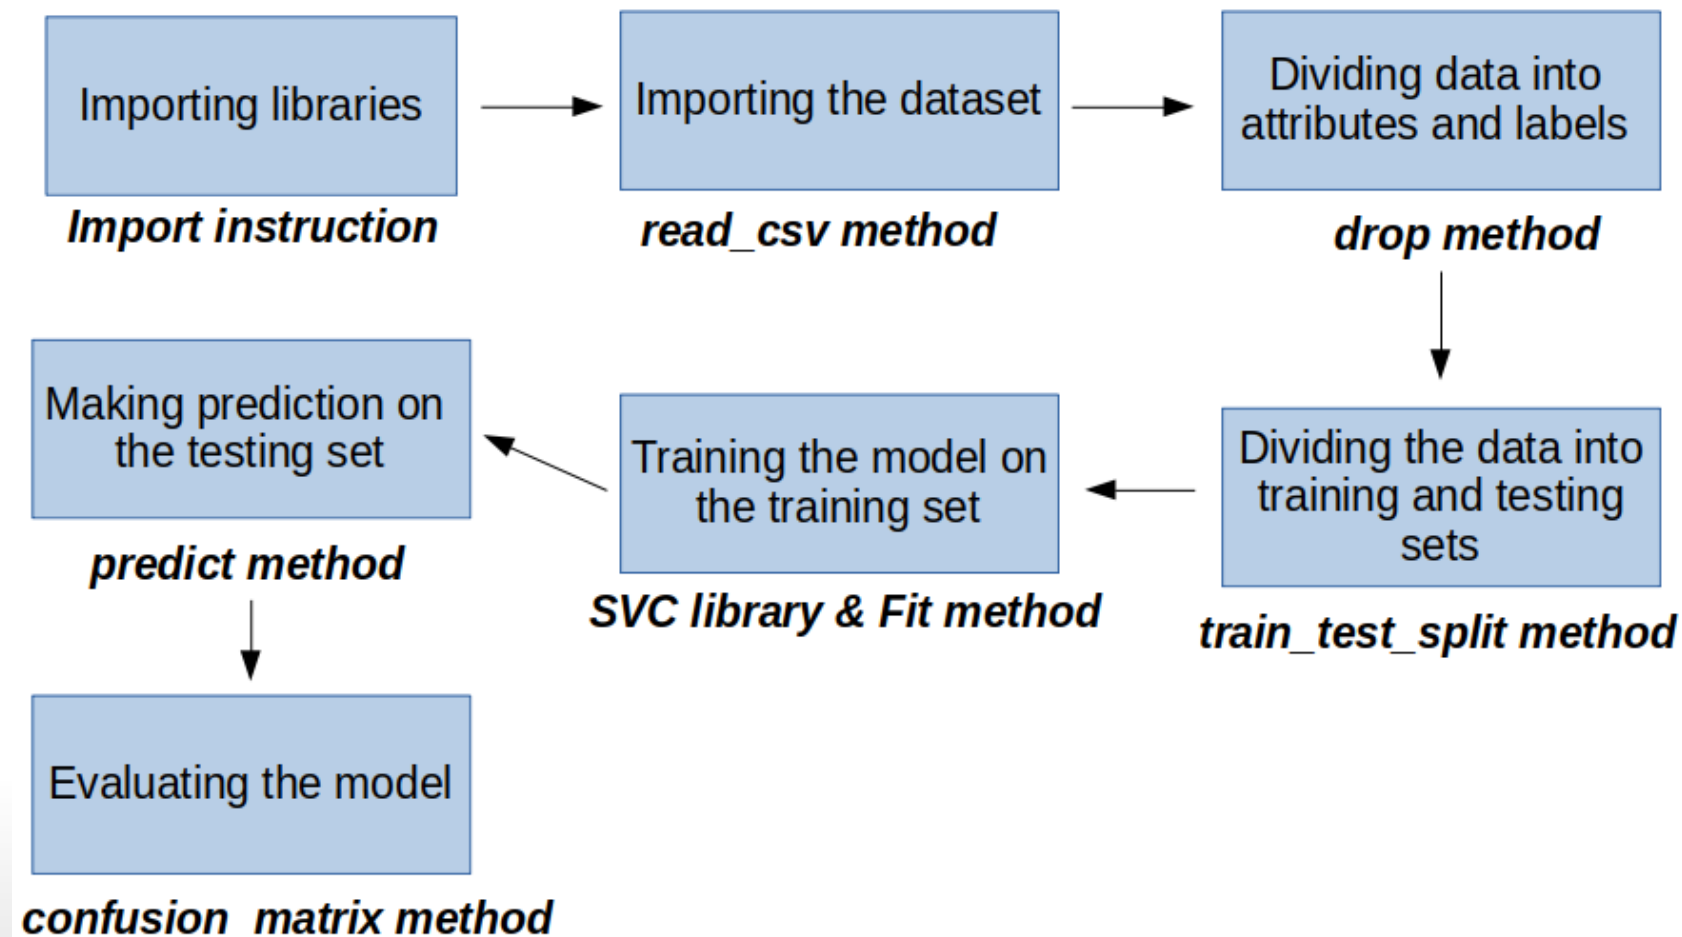 Importing libraries
Import instruction
Importing the dataset
read_csv method
Dividing data into
attributes and labels
drop method
Dividing the data into
training and testing
sets
train_test_split method
Training the model on
the training set
SVC library & Fit method
Making prediction on
the testing set
predict method
Evaluating the model
confusion_matrix method